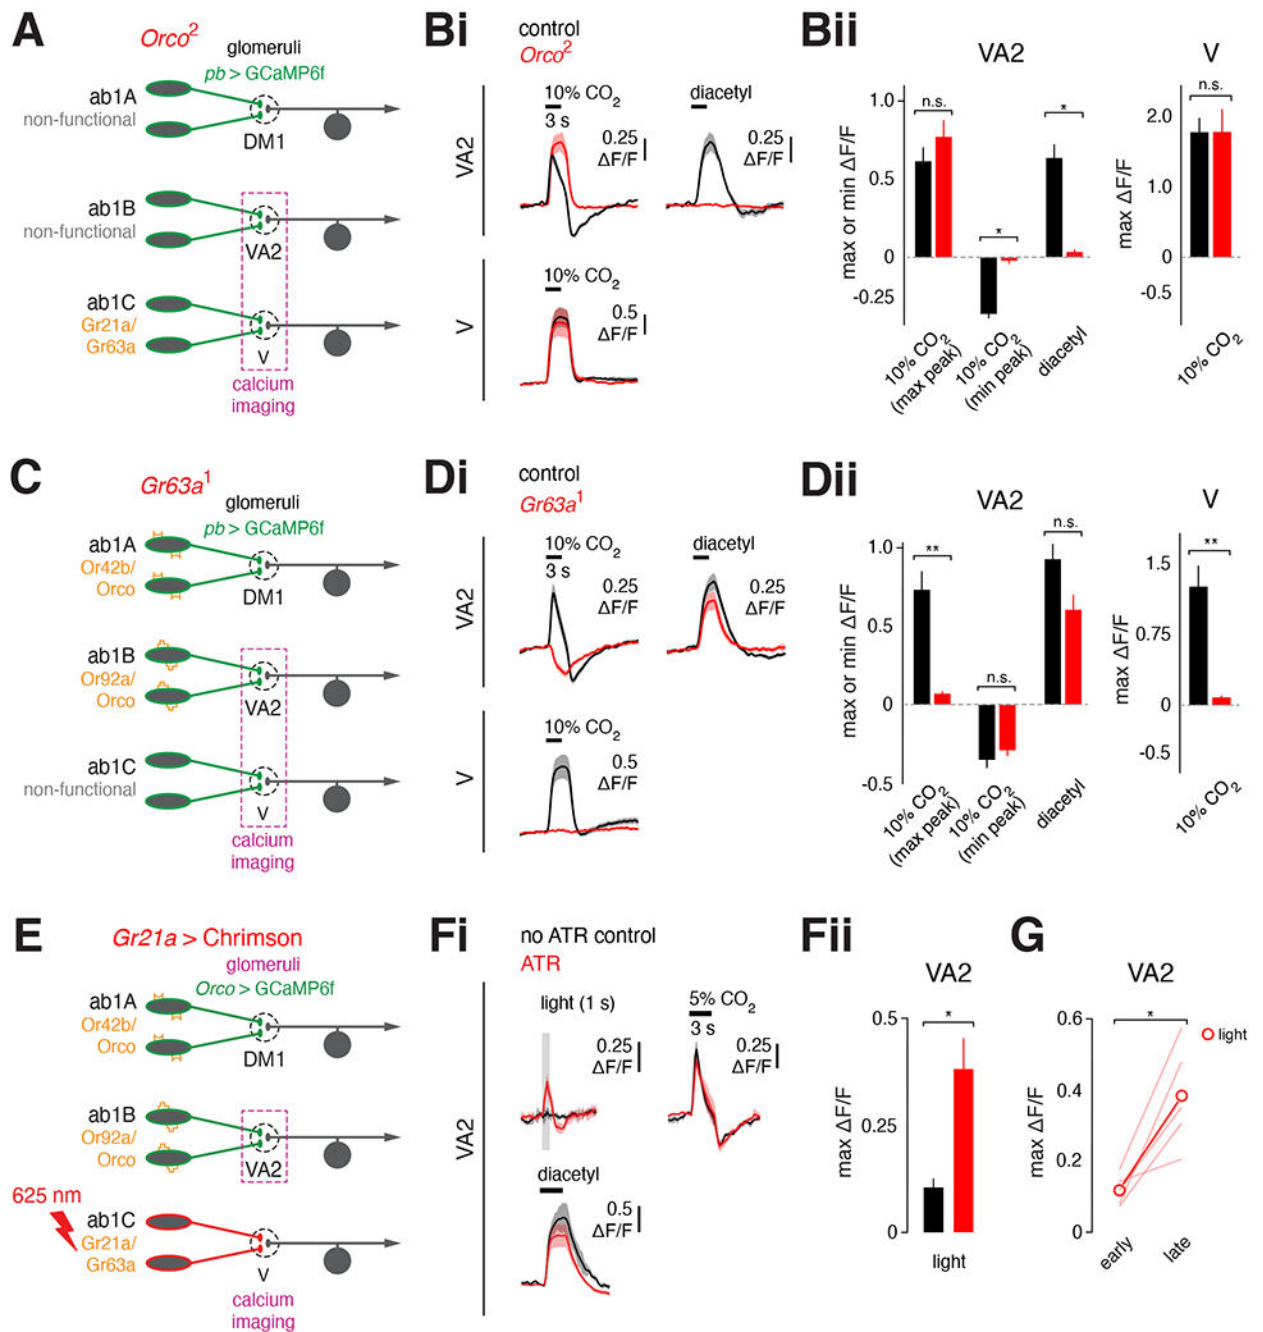 A
Orco2
glomeruli
pb > GCaMP6f
ab1A
non-functional
DM1
ab1B
non-functional
VA2
ab1C
Gr21a/
Gr63a
V
calcium
imaging
Bi
control
Orco2
VA2
10% CO2
3 s
0.25
ΔF/F
diacetyl
0.25
ΔF/F
V
10% CO2
0.5
ΔF/F
Bii
VA2
max or min ΔF/F
1.0
0.5
0
-0.25
n.s.
*
*
10% CO2
(max peak)
10% CO2
(min peak)
diacetyl
V
n.s.
max ΔF/F
2.0
1.0
0
-0.5
10% CO2
C
Gr63a1
glomeruli
pb > GCaMP6f
ab1A
Or42b/
Orco
DM1
ab1B
Or92a/
Orco
VA2
ab1C
non-functional
V
calcium
imaging
Di
control
Gr63a1
VA2
10% CO2
3 s
0.25
ΔF/F
diacetyl
0.25
ΔF/F
V
10% CO2
0.5
ΔF/F
Dii
VA2
max or min ΔF/F
1.0
0.5
0
-0.5
**
n.s.
n.s.
10% CO2
(max peak)
10% CO2
(min peak)
diacetyl
V
**
max ΔF/F
1.5
0.75
0
-0.5
10% CO2
E
Gr21a > Chrimson
glomeruli
Orco > GCaMP6f
ab1A
Or42b/
Orco
DM1
ab1B
Or92a/
Orco
VA2
625 nm
ab1C
Gr21a/
Gr63a
V
calcium
imaging
Fi
no ATR control
ATR
VA2
light (1 s)
0.25
ΔF/F
5% CO2
3 s
0.25
ΔF/F
diacetyl
0.5
ΔF/F
Fii
VA2
*
max ΔF/F
0.5
0.25
0
light
G
VA2
*
light
max ΔF/F
0.6
0.4
0.2
0
early
late